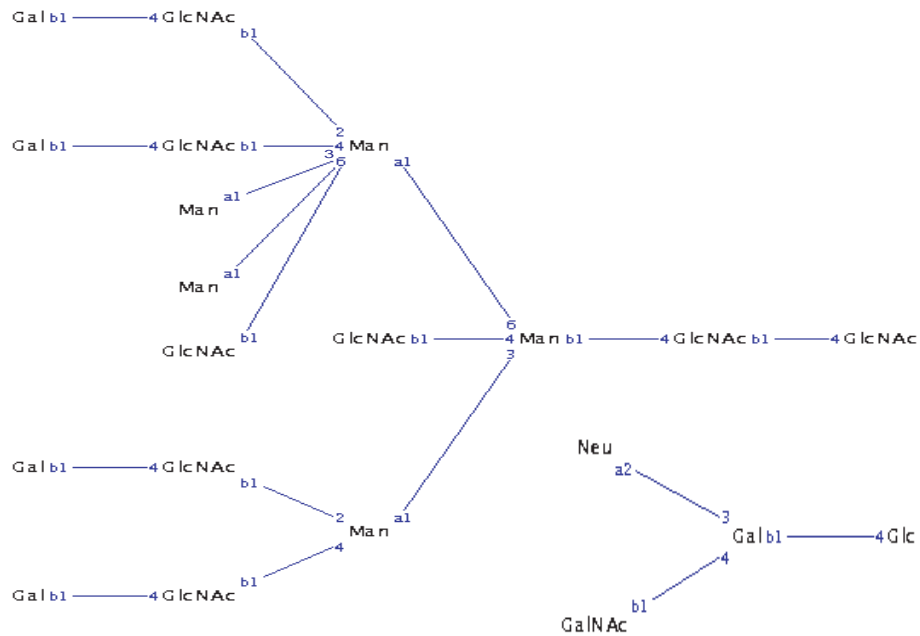 Gal b1 4 GlcNAc
b1
2
Gal b1 4 GlcNAc b1 4 Man
3 6 a1
a1
Man
a1
Man
6
b1
GlcNAc
GlcNAc b1 4 Man b1 4 GlcNAc b1 4 GlcNAc
3
Neu
a2
Gal b1 4 GlcNAc
b1
2 a1
3
Man
Gal b1 4 Glc
4
4
b1
Gal b1 4 GlcNAc
b1
GalNAc